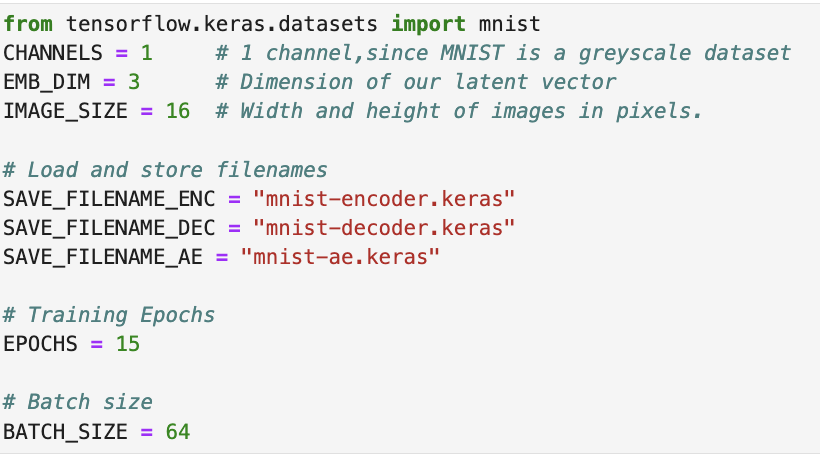 from tensorflow.keras.datasets import mnist
CHANNELS = 1     # 1 channel,since MNIST is a greyscale dataset
EMB_DIM = 3      # Dimension of our latent vector
IMAGE_SIZE = 16  # Width and height of images in pixels.
# Load and store filenames
SAVE_FILENAME_ENC = "mnist-encoder.keras"
SAVE_FILENAME_DEC = "mnist-decoder.keras"
SAVE_FILENAME_AE = "mnist-ae.keras"
# Training Epochs
EPOCHS = 15
# Batch size
BATCH_SIZE = 64